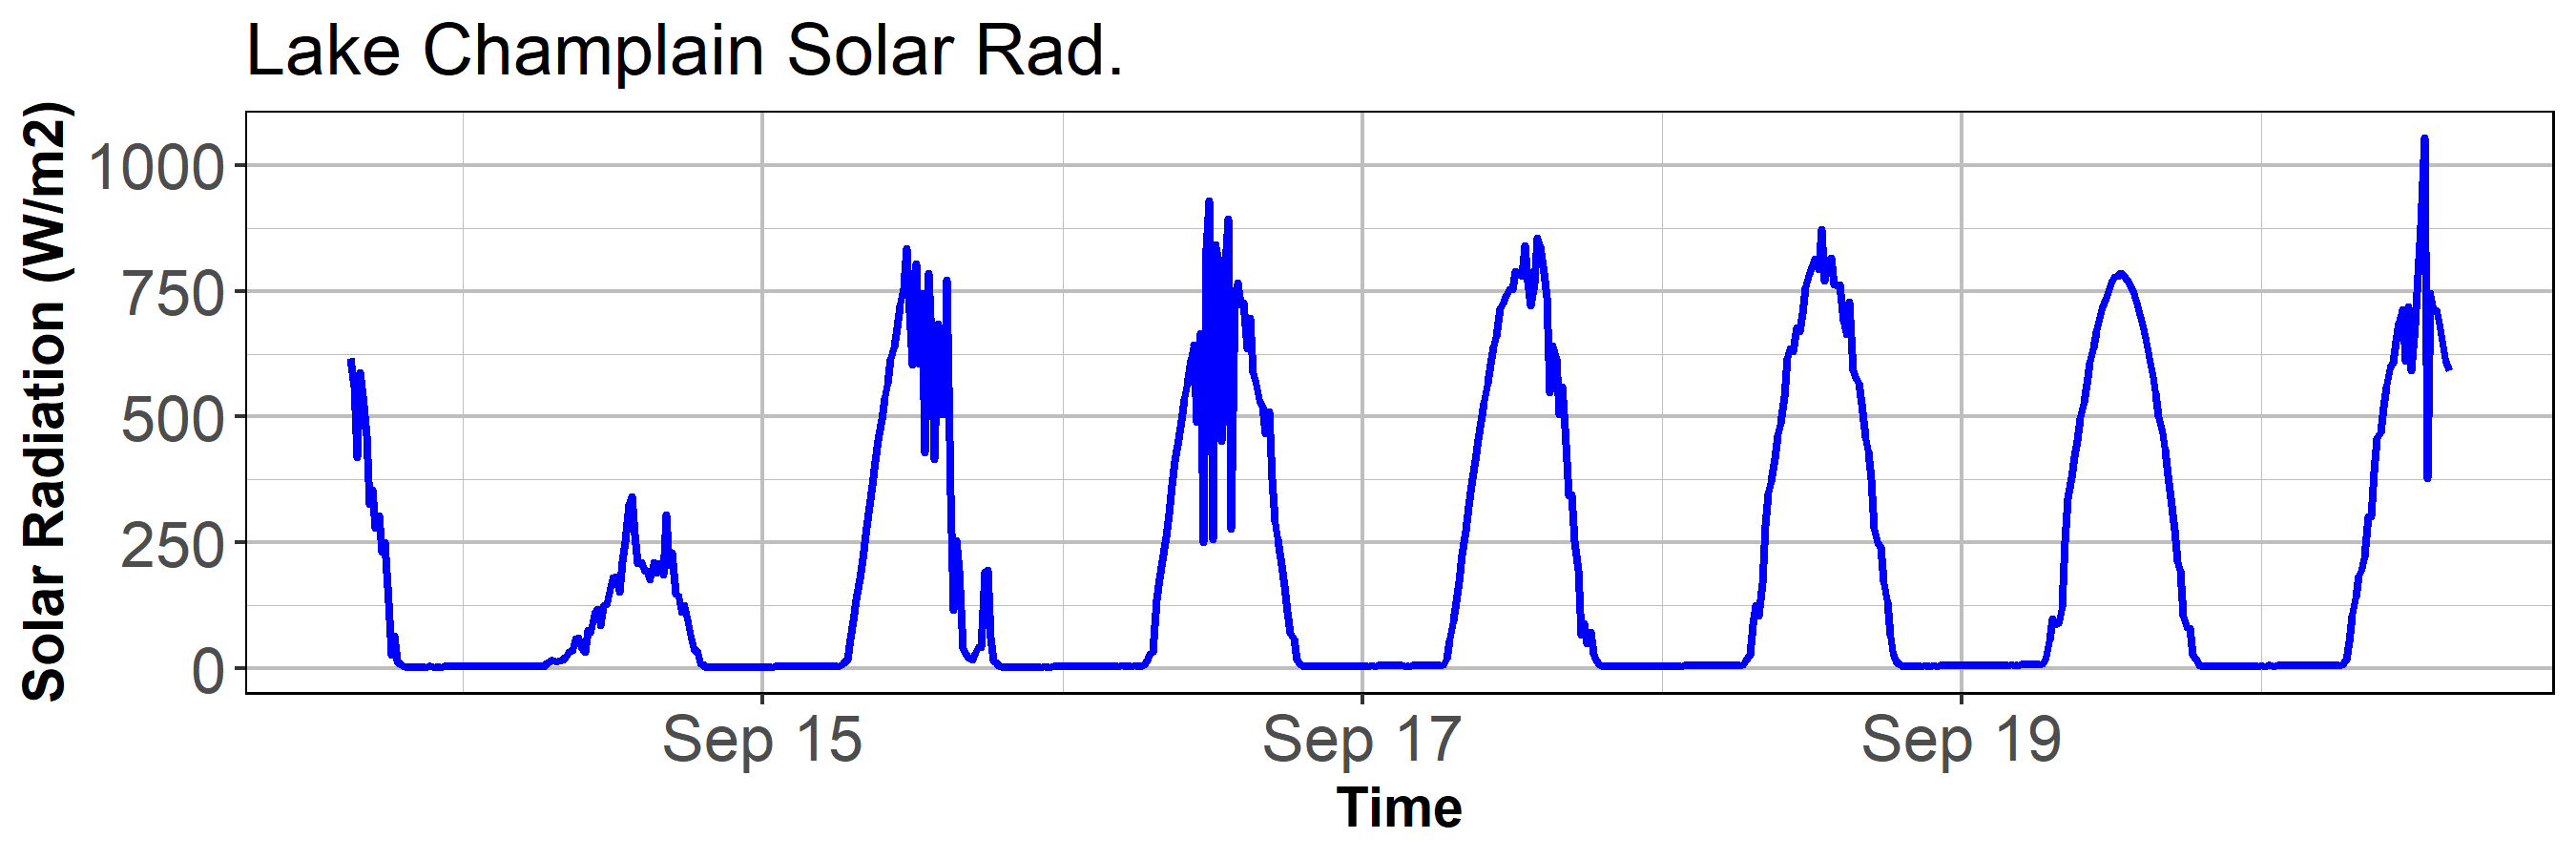 Lake Champlain Solar Rad.
Solar Radiation (W/m2)
1000
750
500
250
0
Sep 15
Sep 17
Sep 19
Time